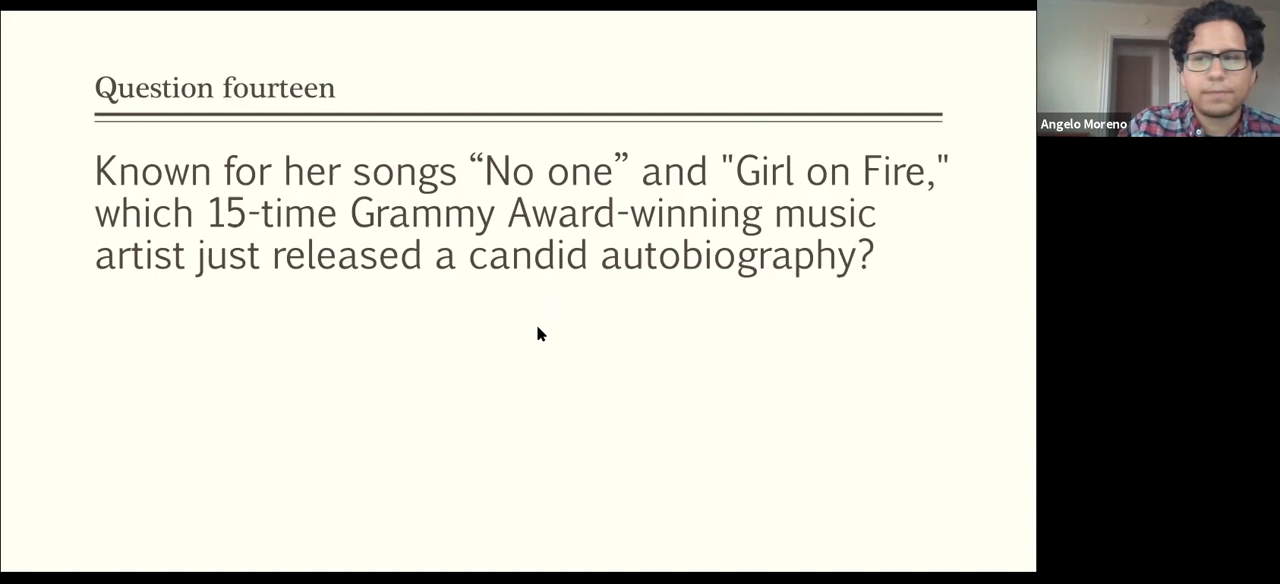 Question fourteen
Known for her songs “No one” and "Girl on Fire,"
which 15-time Grammy Award-winning music
artist just released a candid autobiography?
Angelo Moreno